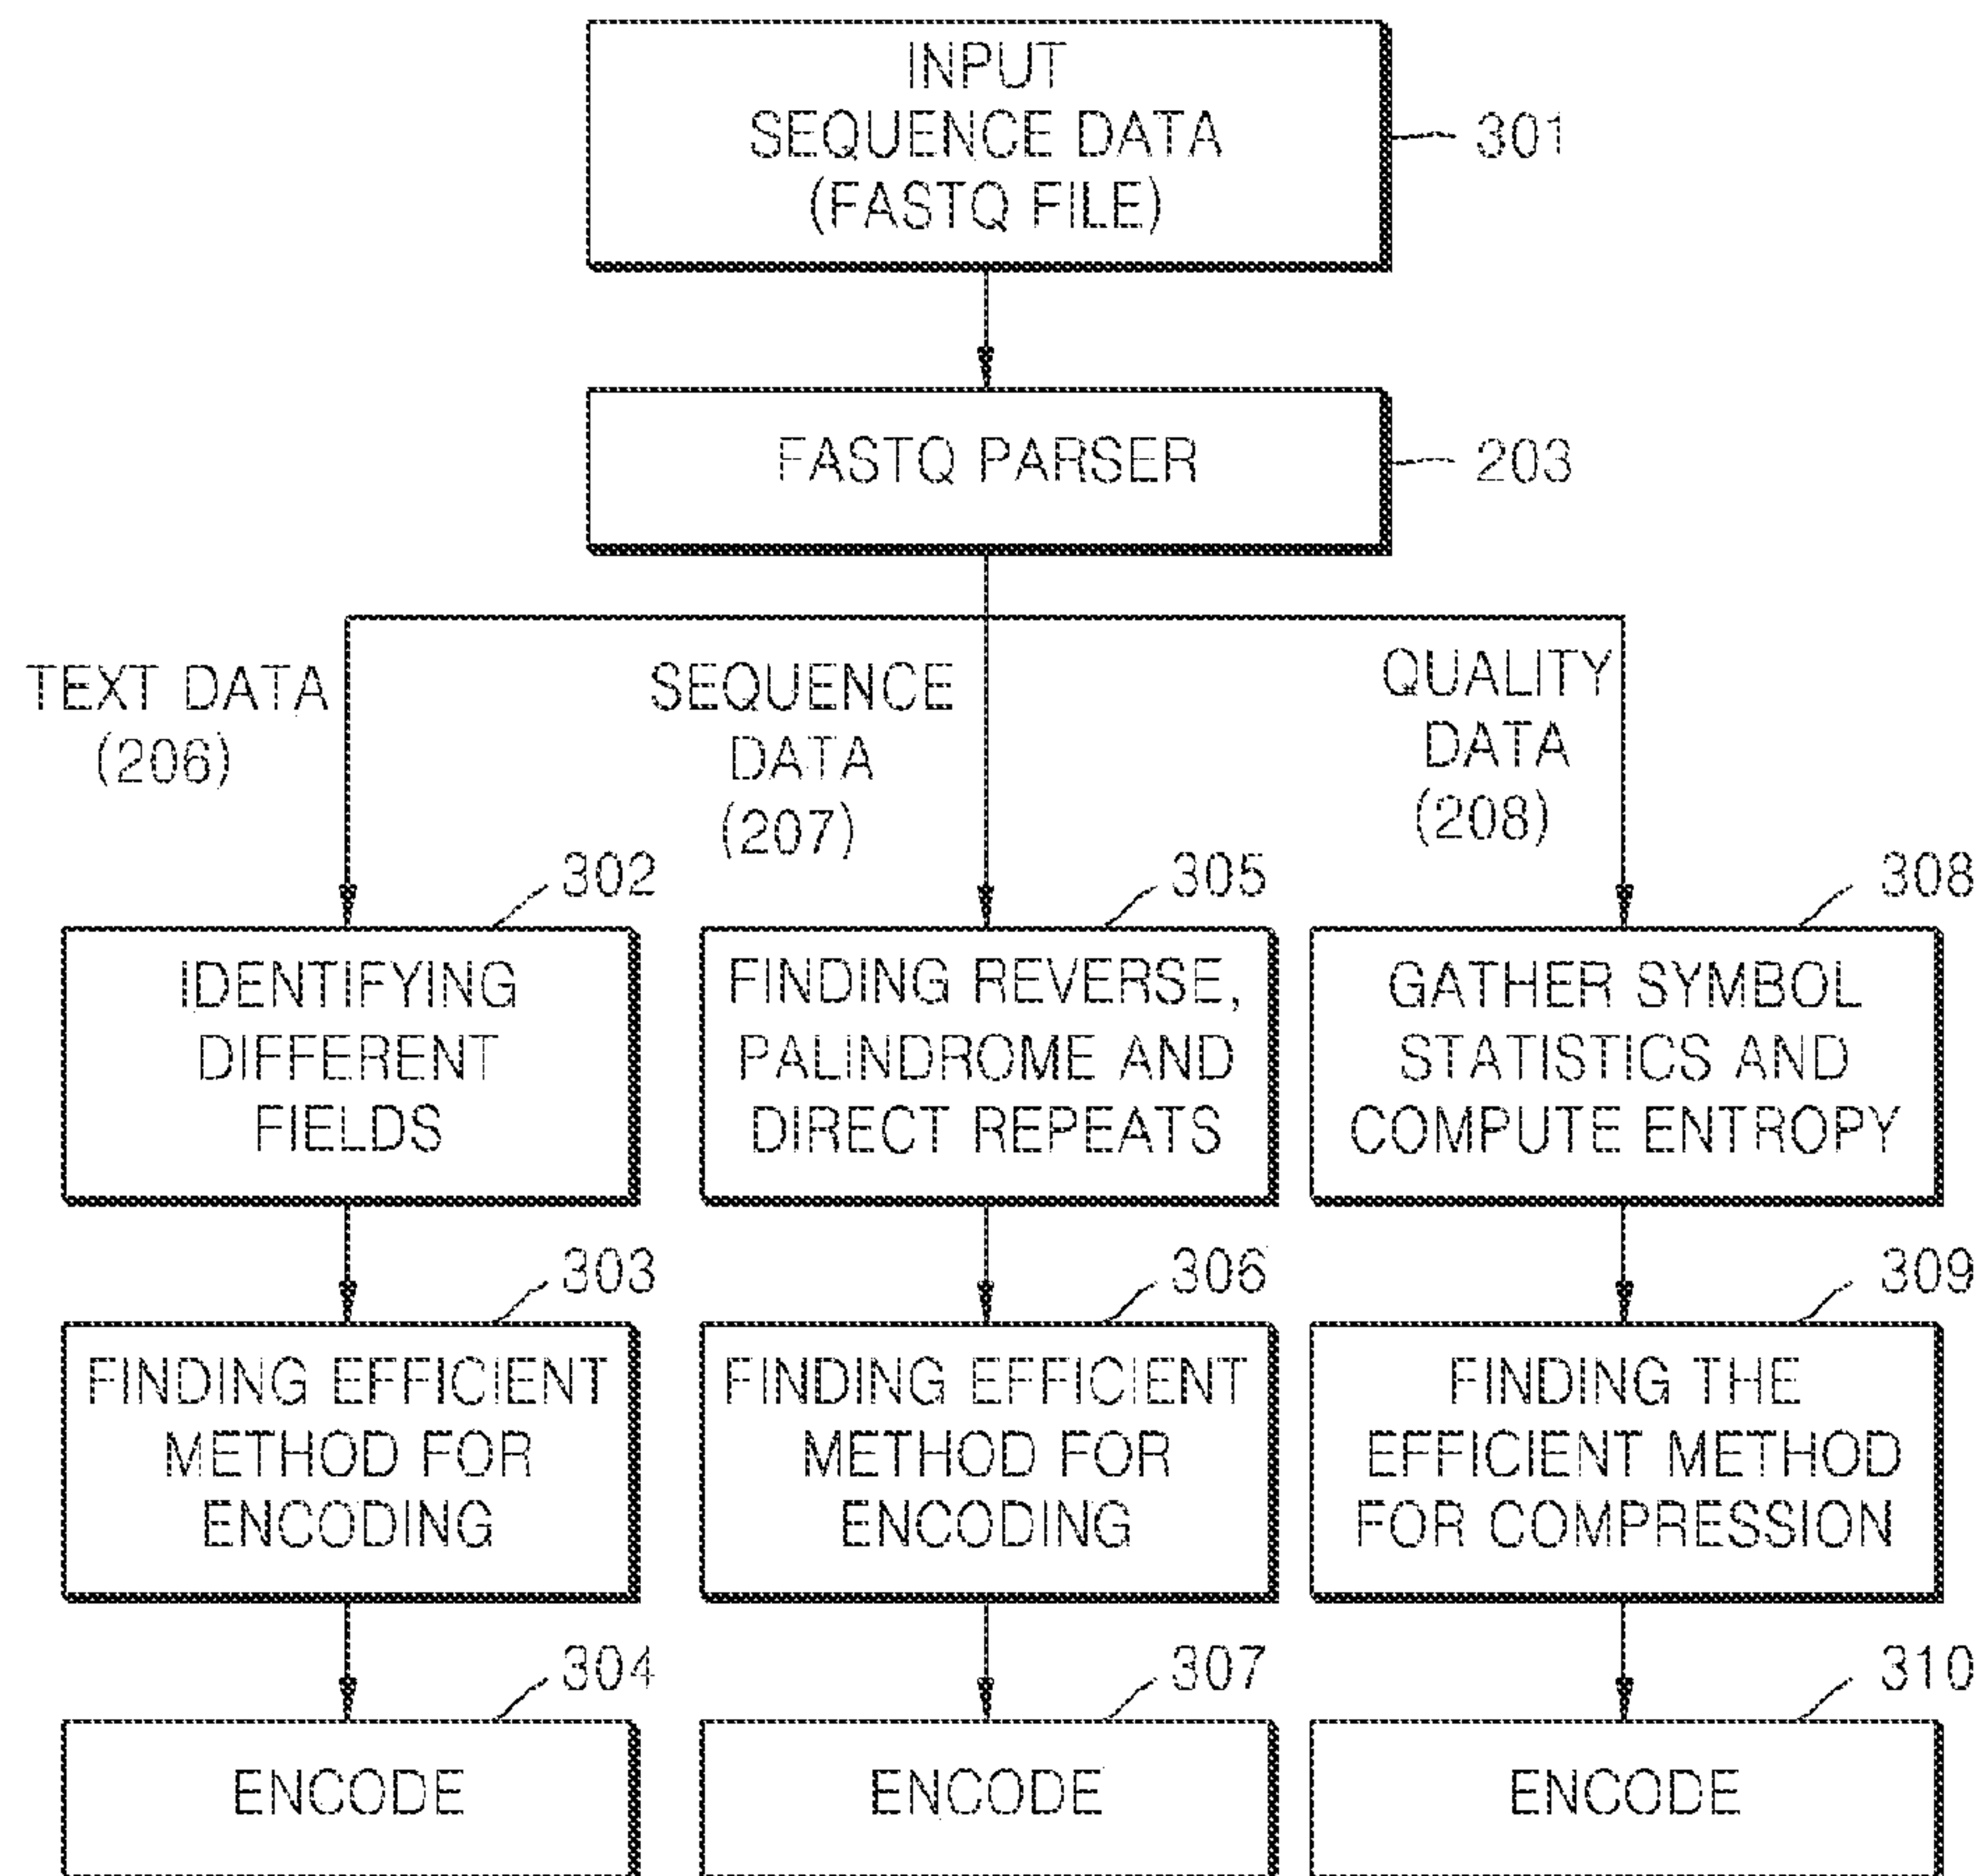 INPUT
SEQUENCE DATA
(FASTQ FILE)
301
FASTQ PARSER
203
TEXT DATA
(206)
SEQUENCE
DATA
(207)
QUALITY
DATA
(208)
302
IDENTIFYING
DIFFERENT
FIELDS
305
FINDING REVERSE,
PALINDROME AND
DIRECT REPEATS
308
GATHER SYMBOL
STATISTICS AND
COMPUTE ENTROPY
303
FINDING EFFICIENT
METHOD FOR
ENCODING
306
FINDING EFFICIENT
METHOD FOR
ENCODING
309
FINDING THE
EFFICIENT METHOD
FOR COMPRESSION
304
ENCODE
307
ENCODE
310
ENCODE